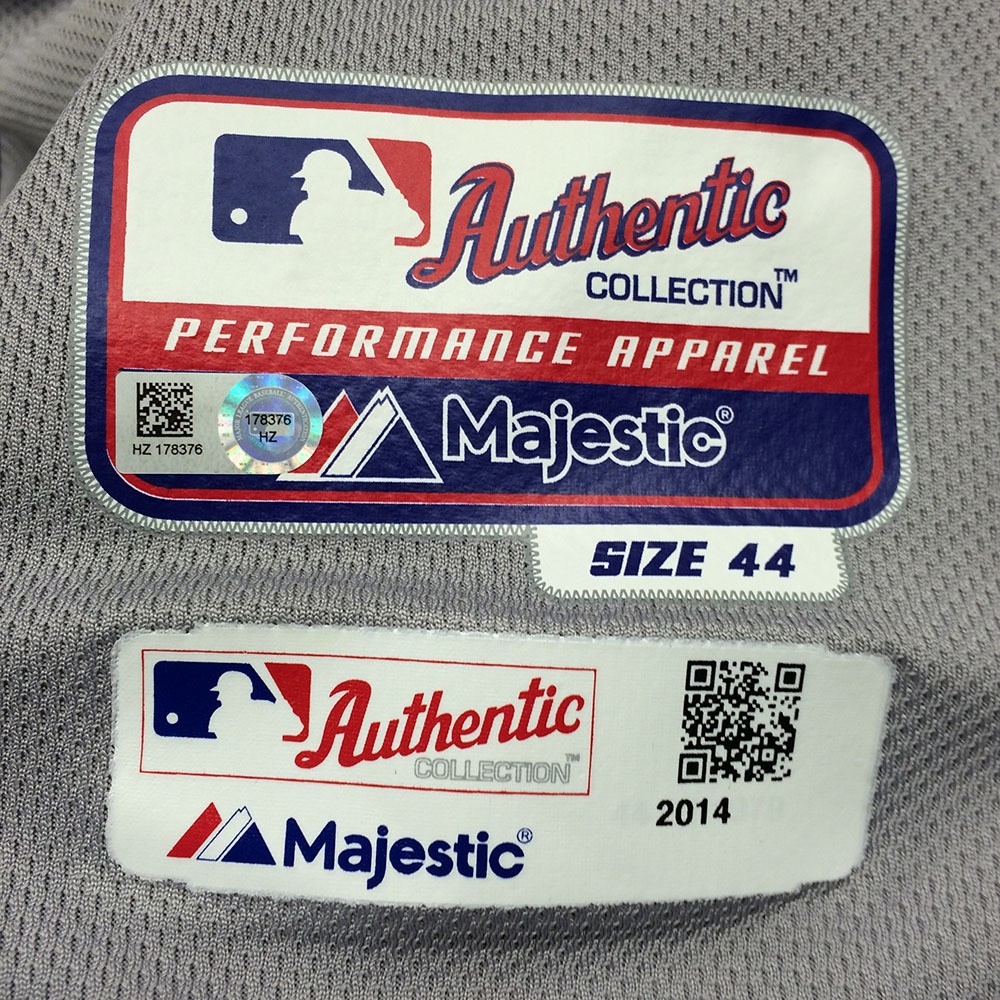 Authentic
COLLECTION™
PERFORMANCE APPAREL
HZ 178376
178376
HZ
Majestic®
SIZE 44
Authentic
COLLECTION™
2014
Majestic®